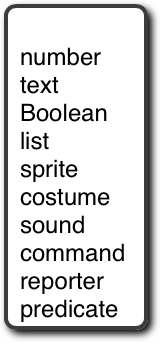 number
text
Boolean
list
sprite
costume
sound
command
reporter
predicate